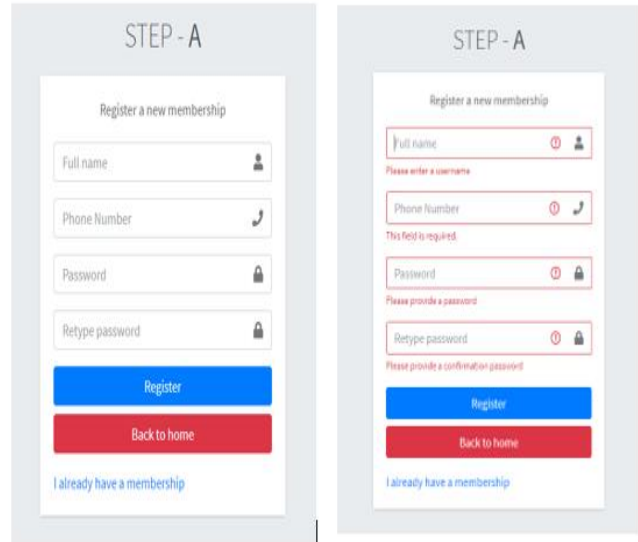 STEP - A
Register a new membership
Full name
Phone Number
Password
Retype password
Register
Back to home
I already have a membership
STEP - A
Register a new membership
Full name
Please enter a username
Phone Number
This field is required.
Password
Please provide a password
Retype password
Please provide a confirmation password
Register
Back to home
I already have a membership